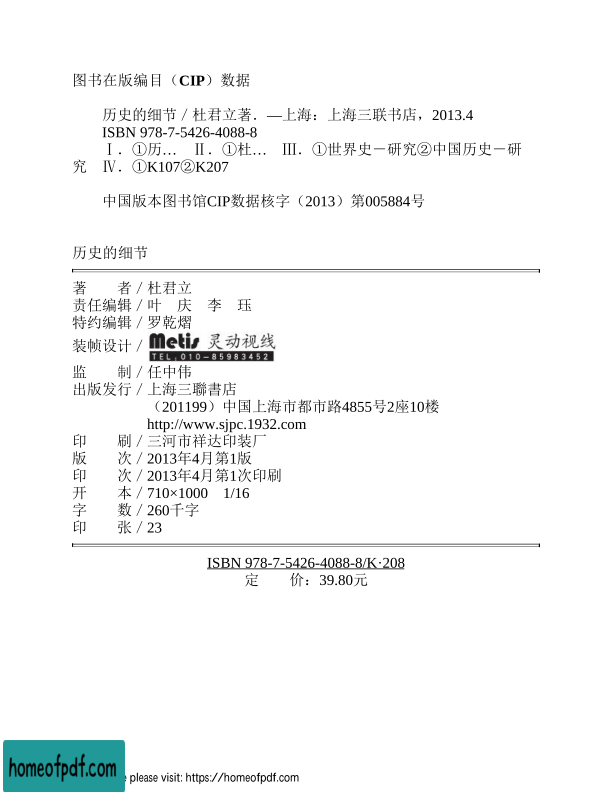 图书在版编目（CIP）数据
历史的细节／杜君立著．—上海：上海三联书店，2013.4
ISBN 978-7-5426-4088-8
Ⅰ．①历… Ⅱ．①杜… Ⅲ．①世界史－研究②中国历史－研
究 Ⅳ．①K107②K207
中国版本图书馆CIP数据核字（2013）第005884号
历史的细节
著　　者／杜君立
责任编辑／叶　庆　李　珏
特约编辑／罗乾熠
装帧设计／Metis 灵动视线
TEL,010-85983452
监　　制／任中伟
出版发行／上海三聯書店
（201199）中国上海市都市路4855号2座10楼
http://www.sjpc.1932.com
印　　刷／三河市祥达印装厂
版　　次／2013年4月第1版
印　　次／2013年4月第1次印刷
开　　本／710×1000　1/16
字　　数／260千字
印　　张／23
ISBN 978-7-5426-4088-8/K·208
定　　价：39.80元
homeofpdf.com
please visit: https://homeofpdf.com